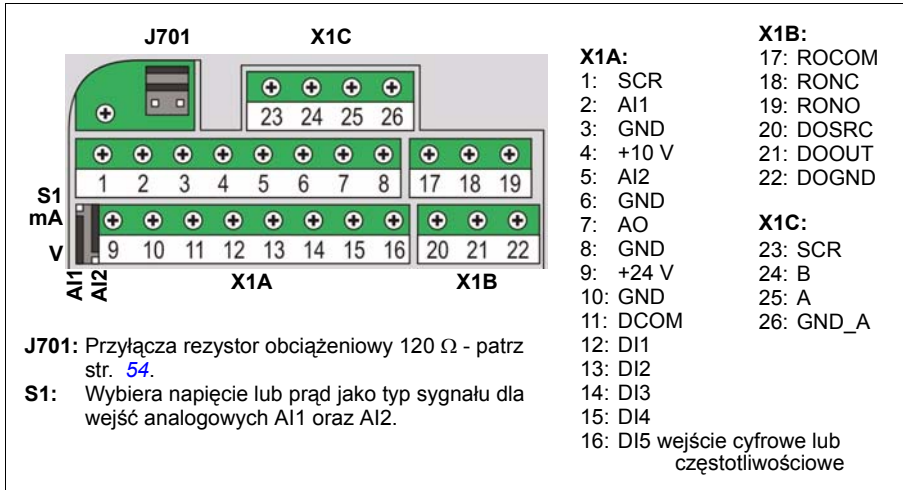 J701 X1C
23 24 25 26
1 2 3 4 5 6 7 8 17 18 19
S1
mA
V
9 10 11 12 13 14 15 16 20 21 22
AI1
AI2
X1A X1B
J701: Przyłącza rezystor obciążeniowy 120 Ω - patrz
str. 54.
S1: Wybiera napięcie lub prąd jako typ sygnału dla
wejść analogowych AI1 oraz AI2.
X1A:
1: SCR
2: AI1
3: GND
4: +10 V
5: AI2
6: GND
7: AO
8: GND
9: +24 V
10: GND
11: DCOM
12: DI1
13: DI2
14: DI3
15: DI4
16: DI5 wejście cyfrowe lub
częstotliwościowe
X1B:
17: ROCOM
18: RONC
19: RONO
20: DOSRC
21: DOOUT
22: DOGND
X1C:
23: SCR
24: B
25: A
26: GND_A